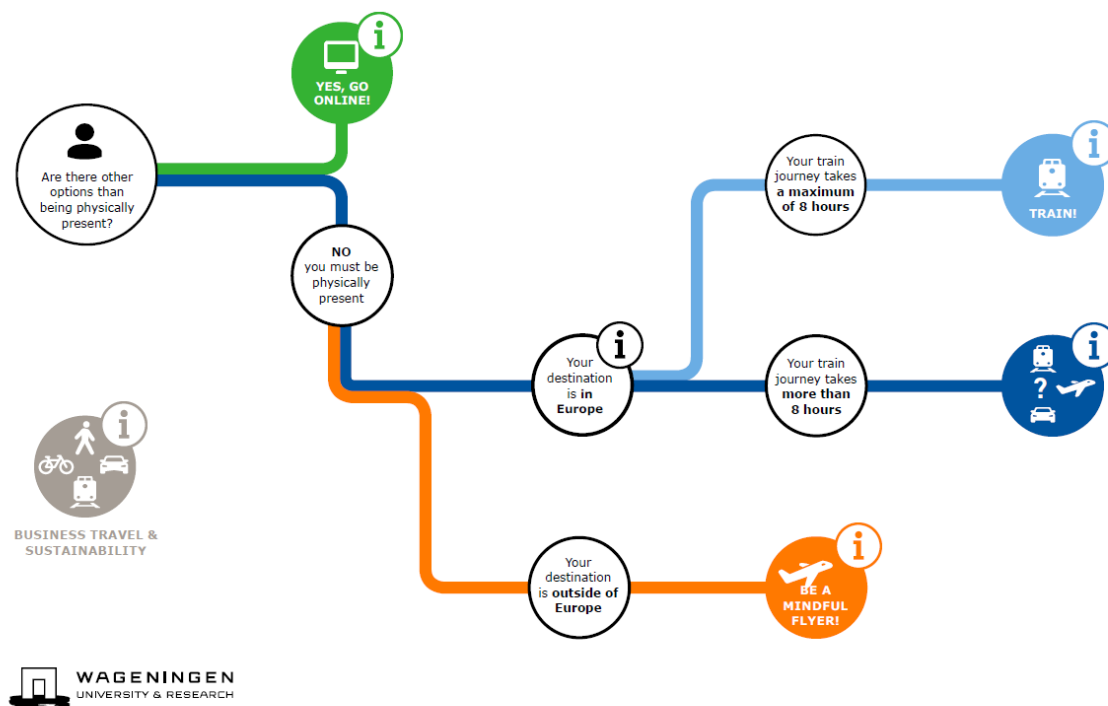 YES, GO
ONLINE!
Are there other
options than
being physically
present?
NO
you must be
physically
present
Your train
journey takes
a maximum
of 8 hours
TRAIN!
Your
destination
is in
Europe
Your train
journey takes
more than
8 hours
?
BUSINESS TRAVEL &
SUSTAINABILITY
Your
destination
is outside of
Europe
BE A
MINDFUL
FLYER!
i
i
i
i
i
i
WAGENINGEN
UNIVERSITY & RESEARCH